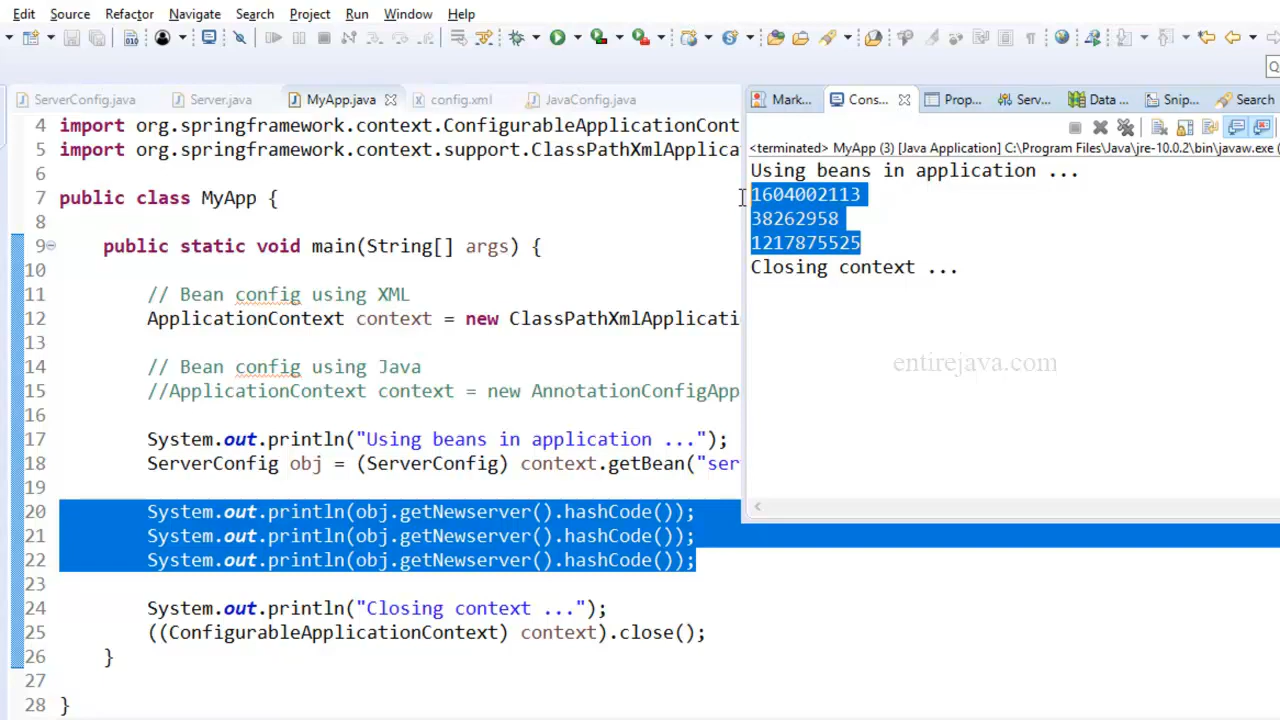 Edit Source Refactor Navigate Search Project Run Window Help
ServerConfig.java Server.java MyApp.java config.xml JavaConfig.java
Mark... Cons... Prop... Serv... Data ... Snip... Search
<terminated> MyApp (3) [Java Application] C:\Program Files\Java\jre-10.0.2\bin\javaw.exe (
4 import org.springframework.context.ConfigurableApplicationCont
5 import org.springframework.context.support.ClassPathXmlApplica
6
7 public class MyApp {
8
9 public static void main(String[] args) {
10
11 // Bean config using XML
12 ApplicationContext context = new ClassPathXmlApplicati
13
14 // Bean config using Java
15 //ApplicationContext context = new AnnotationConfigApp
16
17 System.out.println("Using beans in application ...");
18 ServerConfig obj = (ServerConfig) context.getBean("ser
19
20 System.out.println(obj.getNewserver().hashCode());
21 System.out.println(obj.getNewserver().hashCode());
22 System.out.println(obj.getNewserver().hashCode());
23
24 System.out.println("Closing context ...");
25 ((ConfigurableApplicationContext) context).close();
26 }
27
28 }
Using beans in application ...
1604002113
38262958
1217875525
Closing context ...
entirejava.com